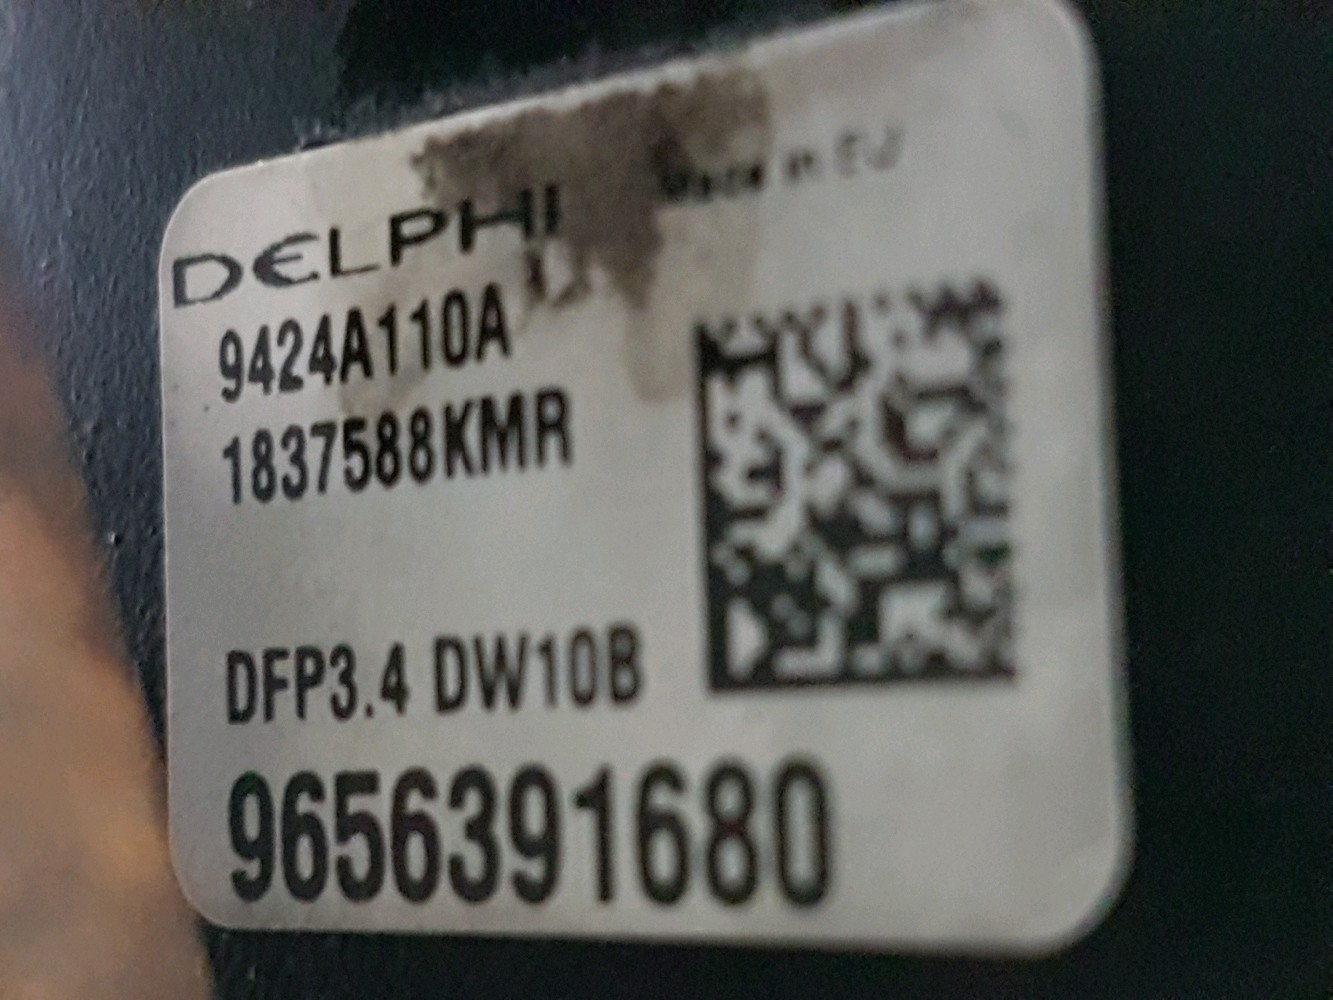 Made in EU
DELPHI
9424A110A
1837588KMR
DFP3.4 DW10B
9656391680